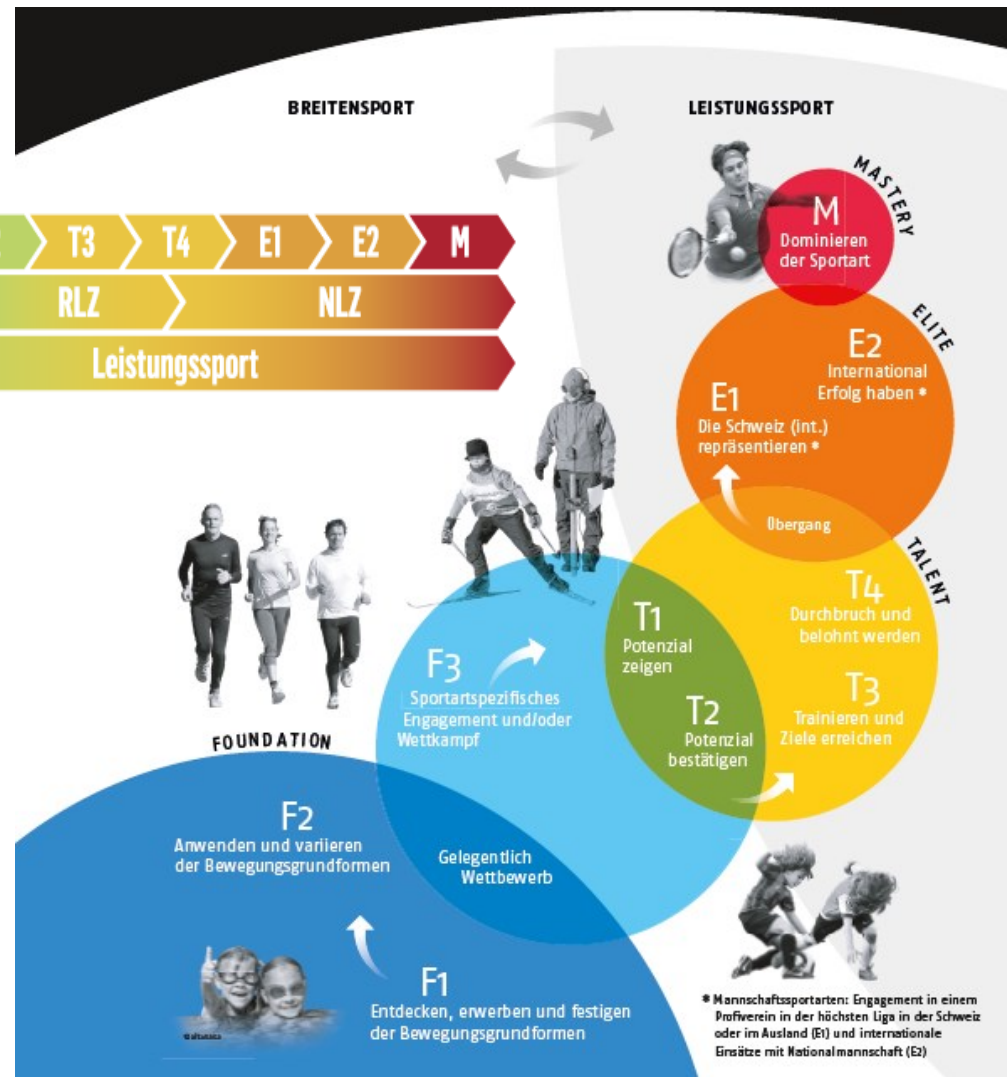 BREITENSPORT
LEISTUNGSSPORT
MASTERY
M
Dominieren
der Sportart
T3 T4 E1 E2 M
RLZ NLZ
Leistungssport
ELITE
E2
International
Erfolg haben *
E1
Die Schweiz (int.)
repräsentieren *
Übergang
TALENT
T4
Durchbruch und
belohnt werden
T1
Potenzial
zeigen
T3
Trainieren und
Ziele erreichen
T2
Potenzial
bestätigen
F3
Sportartspezifisches
Engagement und/oder
Wettkampf
FOUNDATION
F2
Anwenden und variieren
der Bewegungsgrundformen
Gelegentlich
Wettbewerb
F1
Entdecken, erwerben und festigen
der Bewegungsgrundformen
* Mannschaftssportarten: Engagement in einem
Profiverein in der höchsten Liga in der Schweiz
oder im Ausland (E1) und internationale
Einsätze mit Nationalmannschaft (E2)